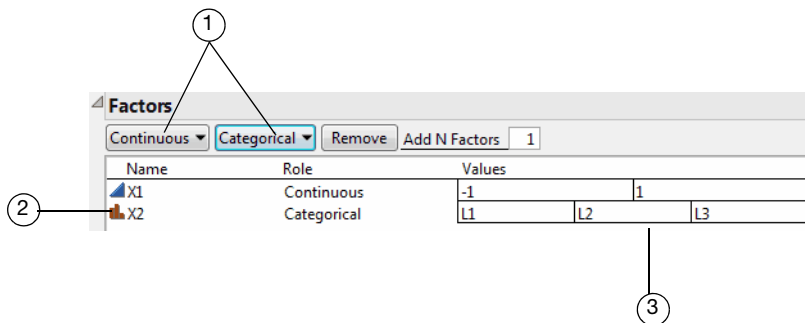 1
Factors
Continuous Categorical Remove Add N Factors 1
Name Role Values
X1 Continuous -1 1
2 X2 Categorical L1 L2 L3
3